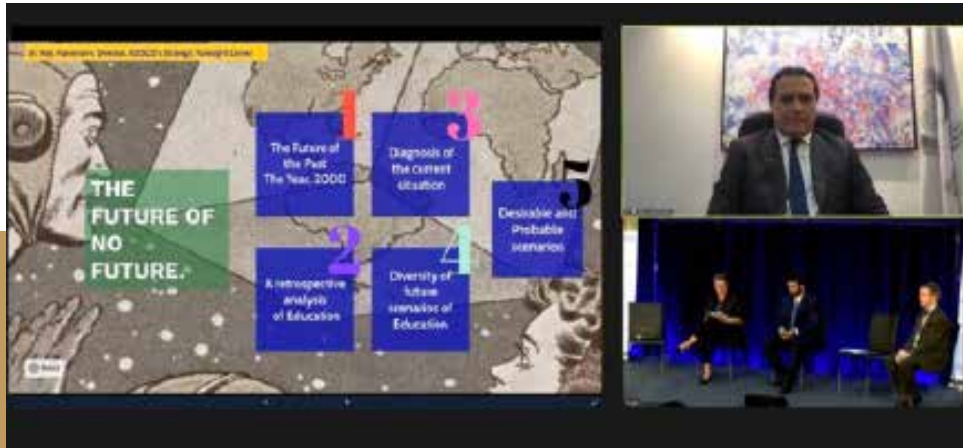 THE
FUTURE OF
NO
FUTURE.
1
The Future of
the Past
The Year, 2000
2
A retrospective
analysis
of Education
3
Diagnosis of
the current
situation
4
Diversity of
future
scenarios of
Education
5
Desirable and
Probable
scenarios